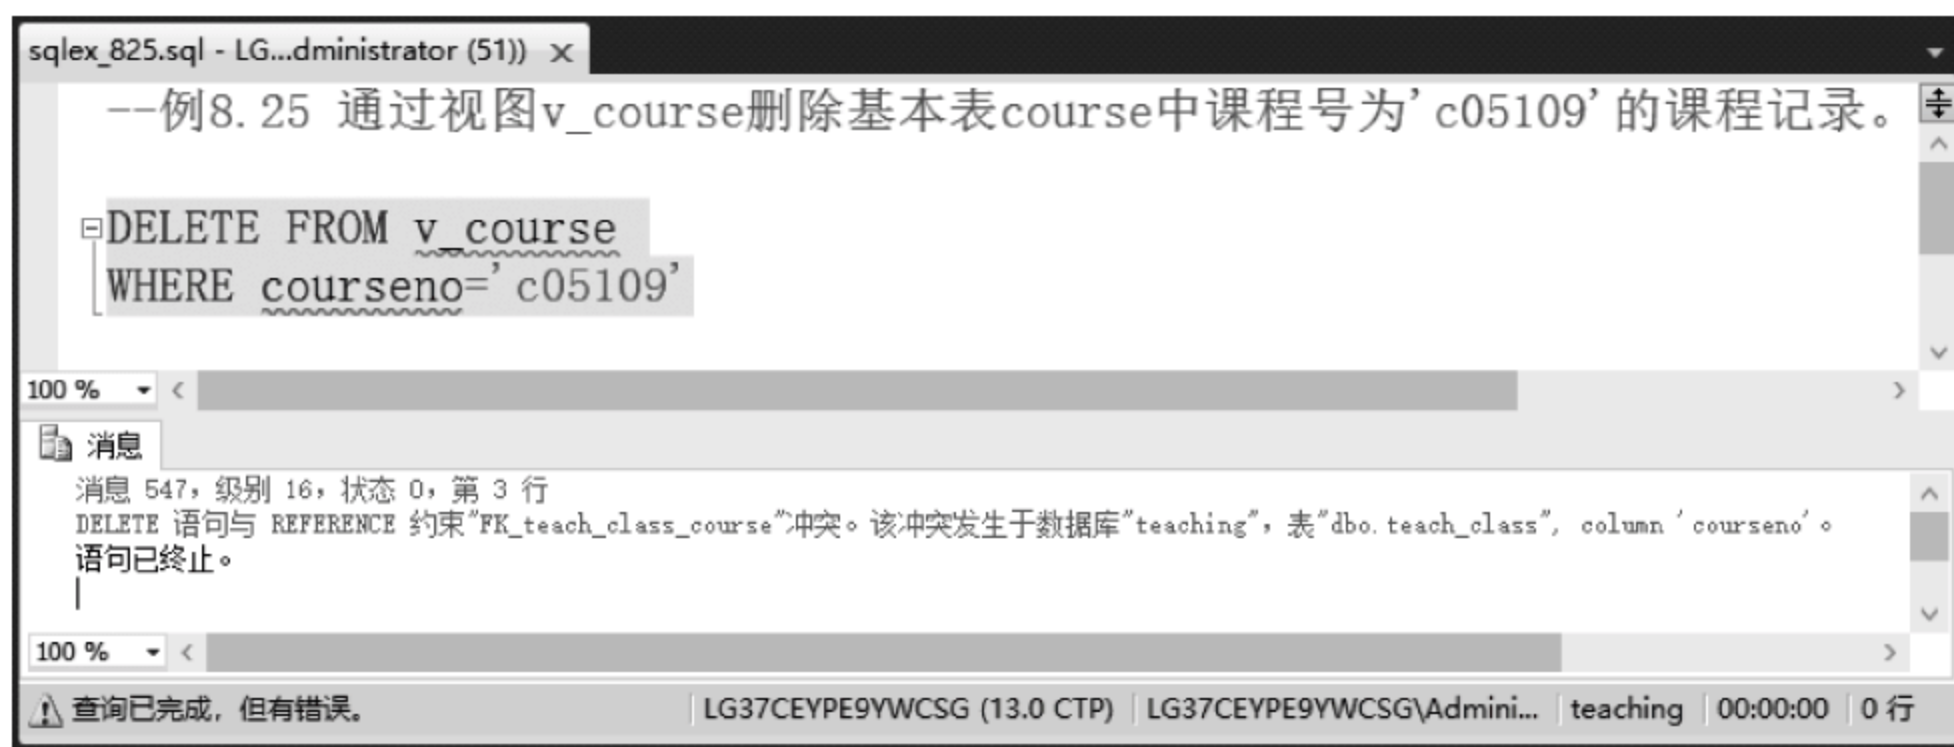 sqlex_825.sql - LG...dministrator (51)) ×
--例8.25 通过视图v_course删除基本表course中课程号为'c05109'的课程记录。
DELETE FROM v_course
WHERE courseno='c05109'
100 %
消息
消息 547，级别 16，状态 0，第 3 行
DELETE 语句与 REFERENCE 约束"FK_teach_class_course"冲突。该冲突发生于数据库"teaching"，表"dbo.teach_class", column 'courseno'。
语句已终止。
100 %
查询已完成，但有错误。 LG37CEYPE9YWCSG (13.0 CTP) LG37CEYPE9YWCSG\Admini... teaching 00:00:00 0 行